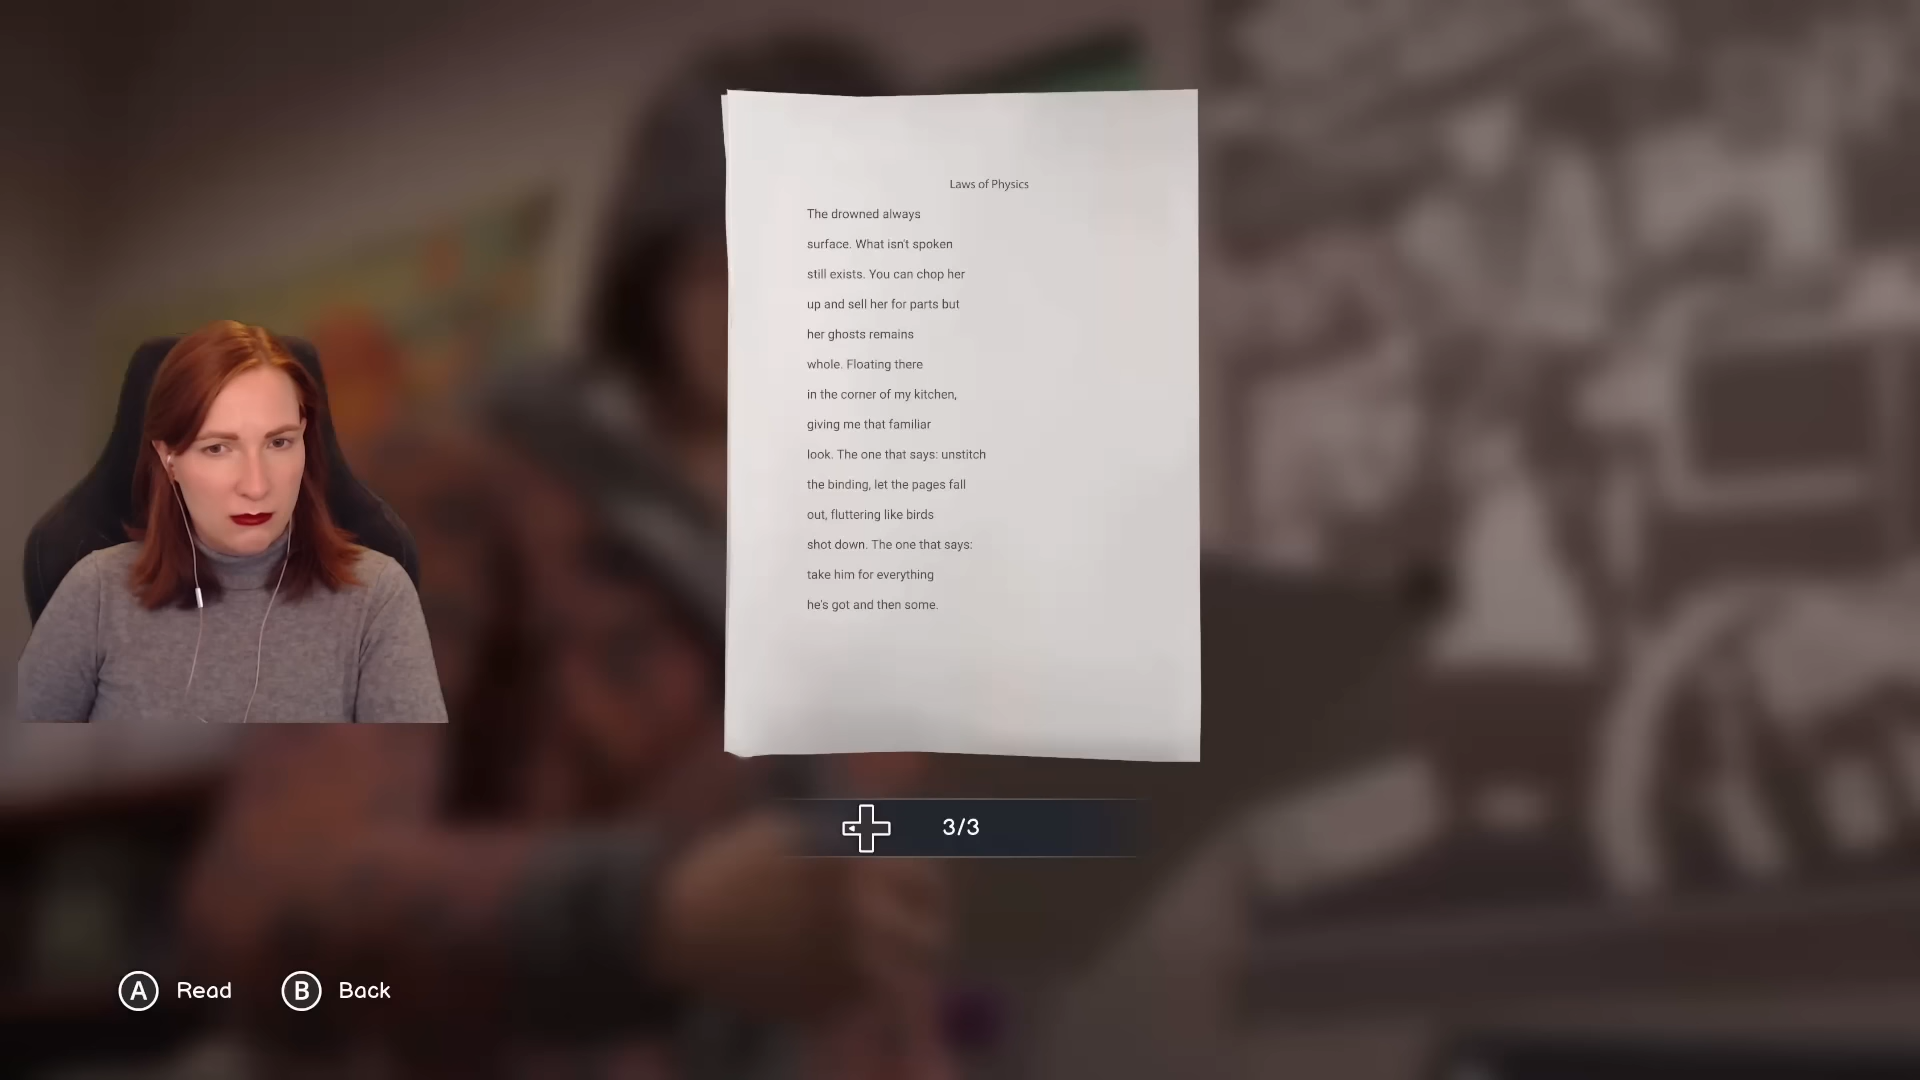 Laws of Physics
The drowned always
surface. What isn't spoken
still exists. You can chop her
up and sell her for parts but
her ghosts remains
whole. Floating there
in the corner of my kitchen,
giving me that familiar
look. The one that says: unstitch
the binding, let the pages fall
out, fluttering like birds
shot down. The one that says:
take him for everything
he's got and then some.
3/3
A Read B Back